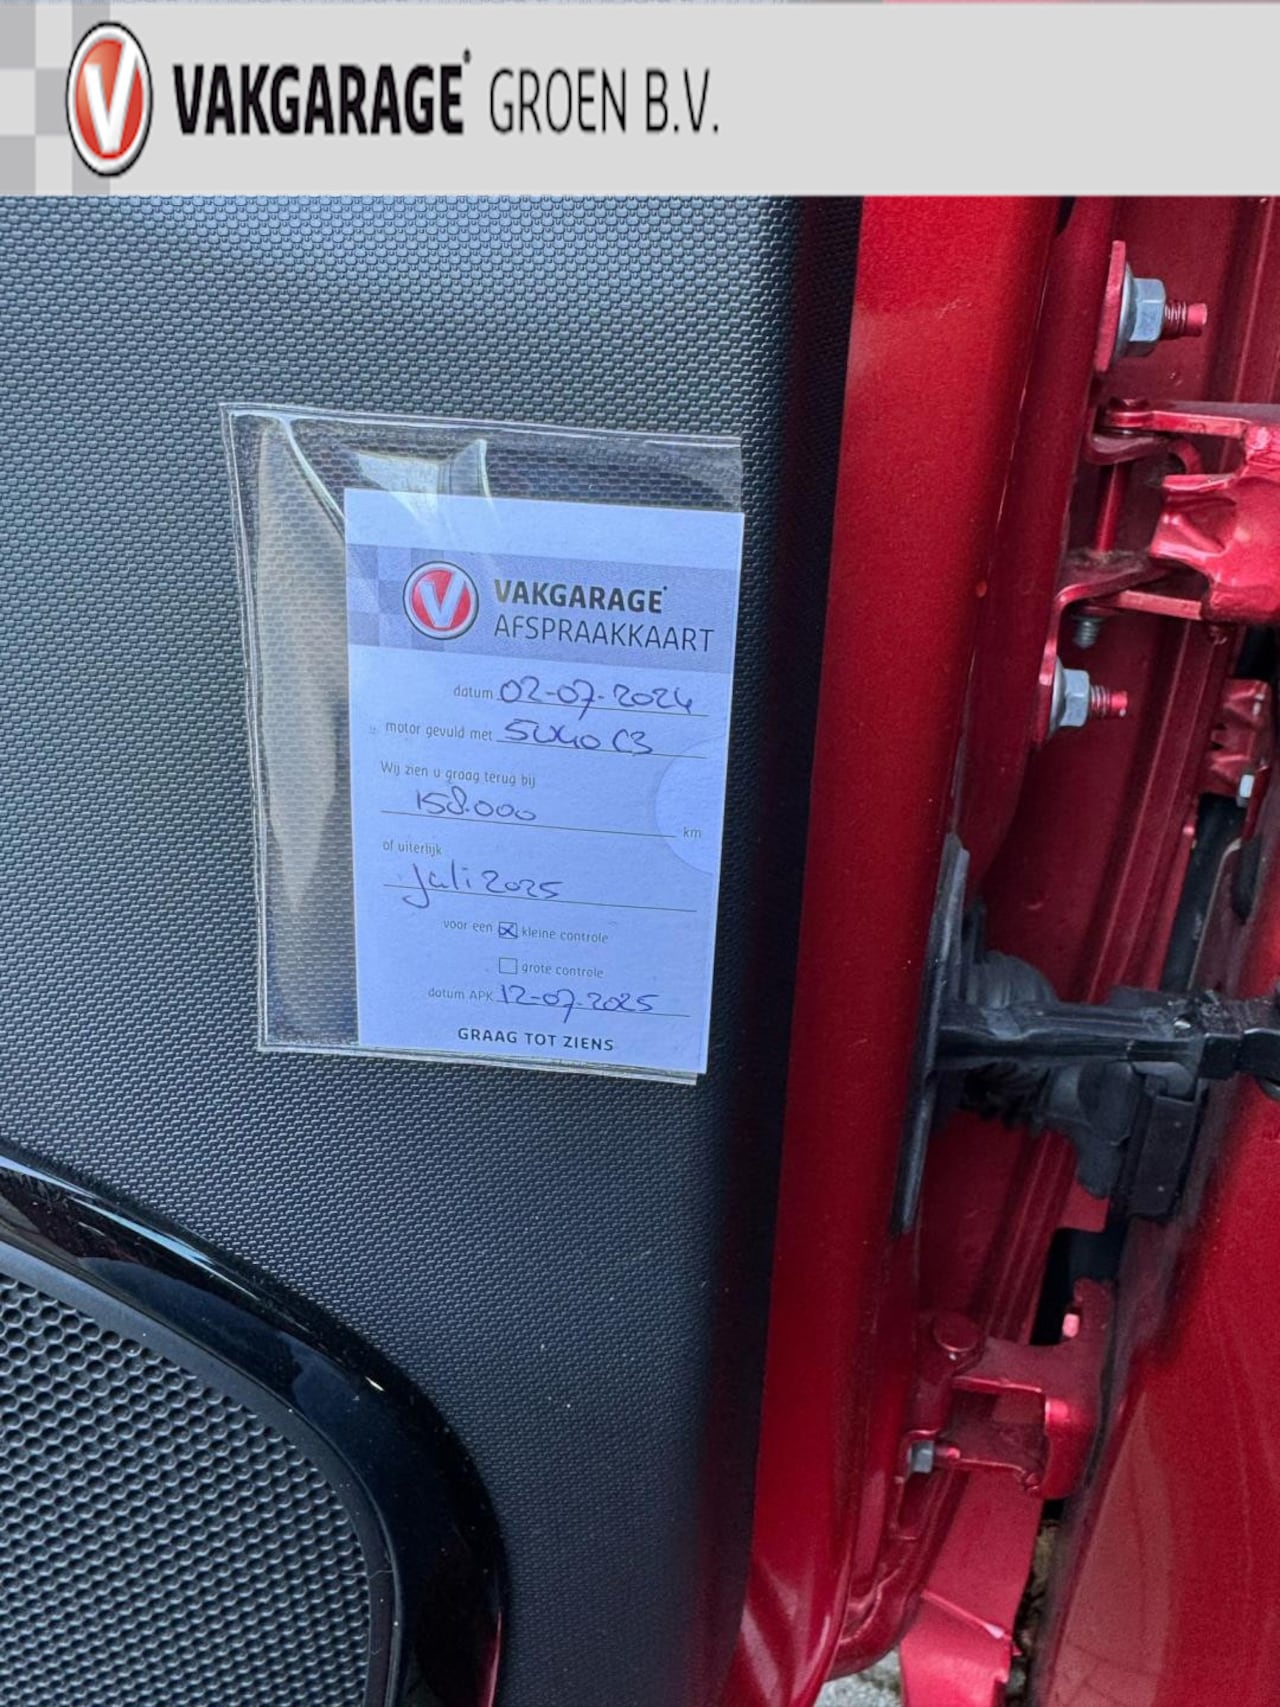 VAKGARAGE GROEN B.V.
VAKGARAGE
AFSPRAAKKAART
datum 02-07-2024
motor gevuld met 5W40 C3
Wij zien u graag terug bij
158.000 km
of uiterlijk
Juli 2025
voor een kleine controle
grote controle
datum APK 12-07-2025
GRAAG TOT ZIENS